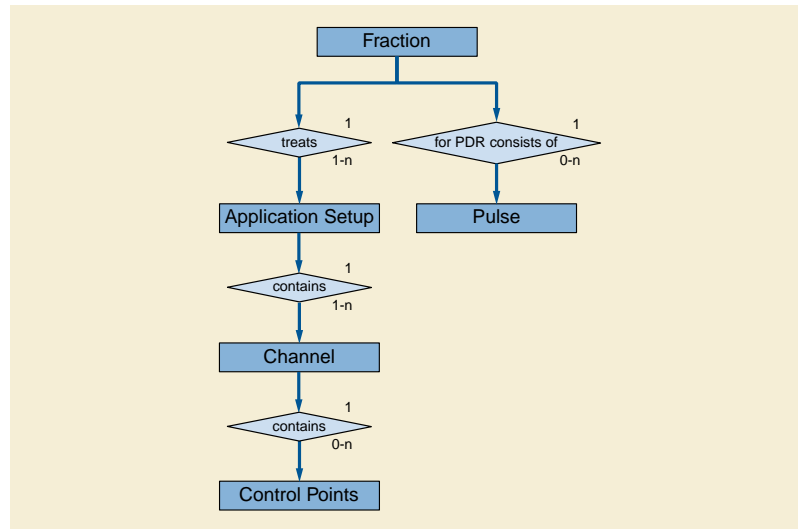 Fraction
1
treats
1-n
1
for PDR consists of
0-n
Application Setup
Pulse
1
contains
1-n
Channel
1
contains
0-n
Control Points